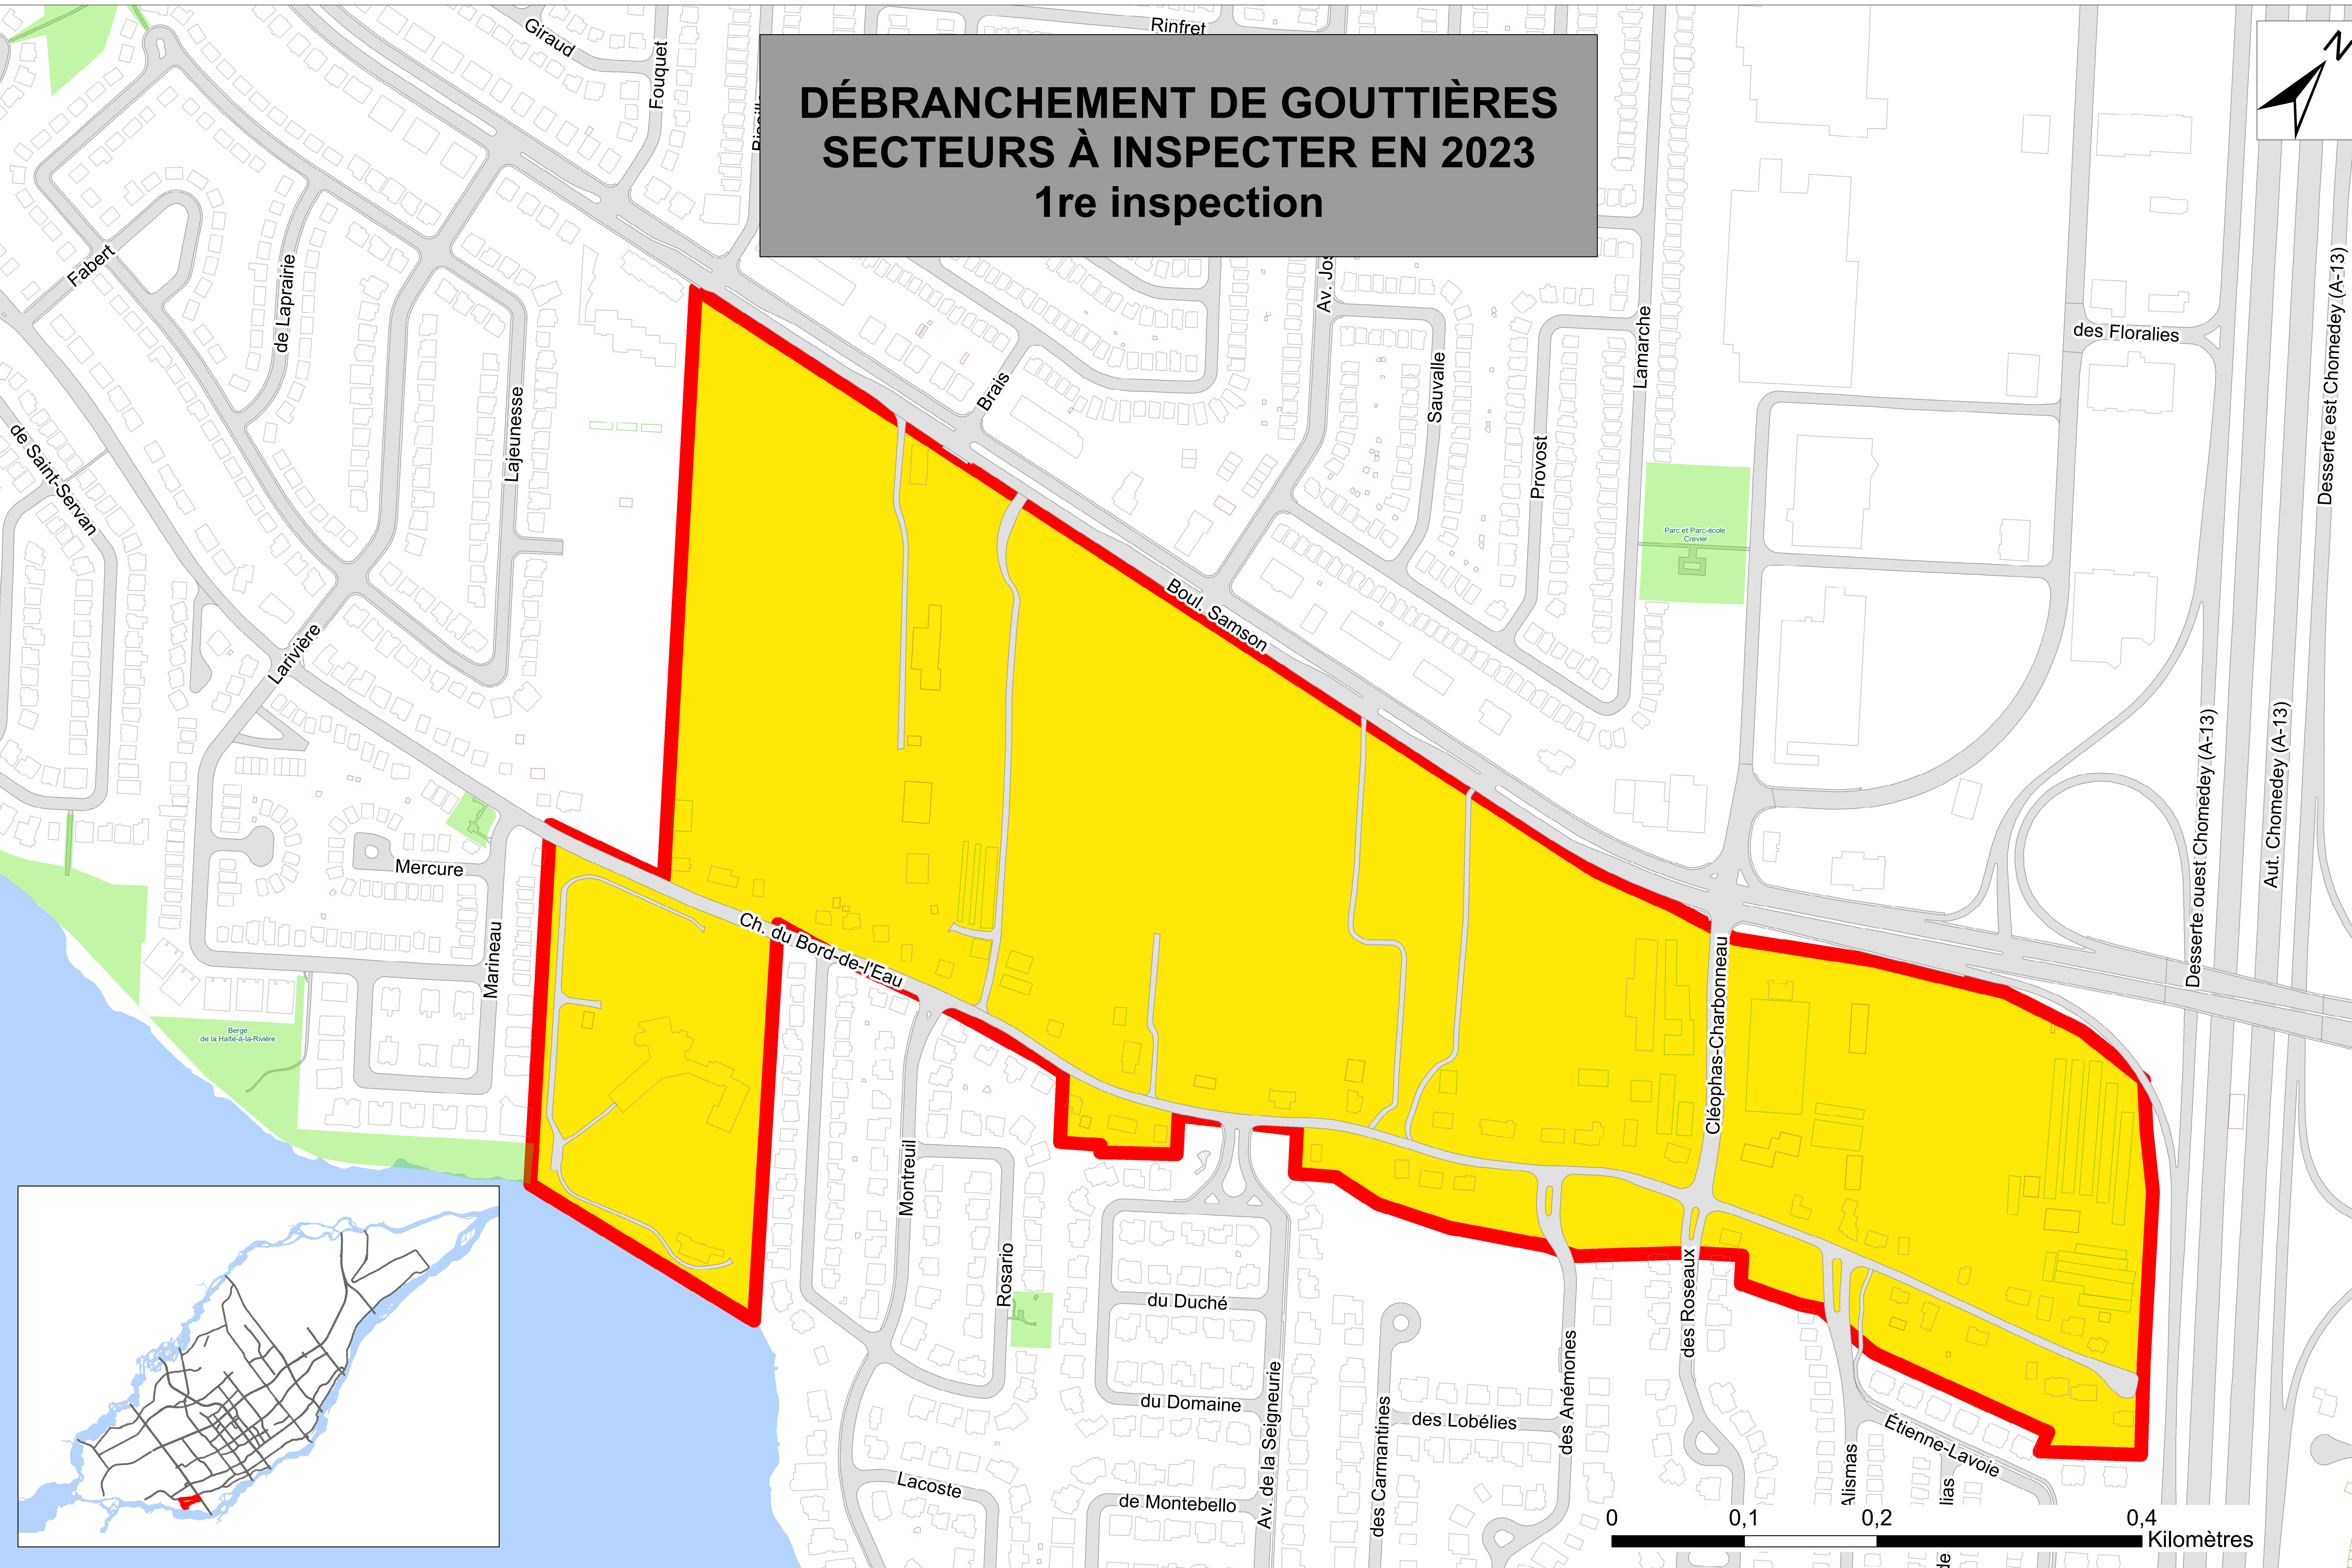 DÉBRANCHEMENT DE GOUTTIÈRES
SECTEURS À INSPECTER EN 2023
1re inspection
N
Giraud
Fouquet
Rinfret
Fabert
de Laprairie
Lajeunesse
de Saint-Servan
Larivière
Brais
Av.
Sauvalle
Provost
Lamarche
des Floralies
Desserte est Chomedey (A-13)
Parc et Parc-école
Crevier
Boul. Samson
Mercure
Marineau
Ch. du Bord-de-l'Eau
Cléophas-Charbonneau
Desserte ouest Chomedey (A-13)
Aut. Chomedey (A-13)
Berge
de la Halte-à-la-Rivière
Montreuil
Rosario
du Duché
du Domaine
Av. de la Seigneurie
des Carmantines
des Lobélies
des Anémones
des Roseaux
Étienne-Lavoie
Alismas
Lacoste
de Montebello
0
0,1
0,2
0,4
Kilomètres